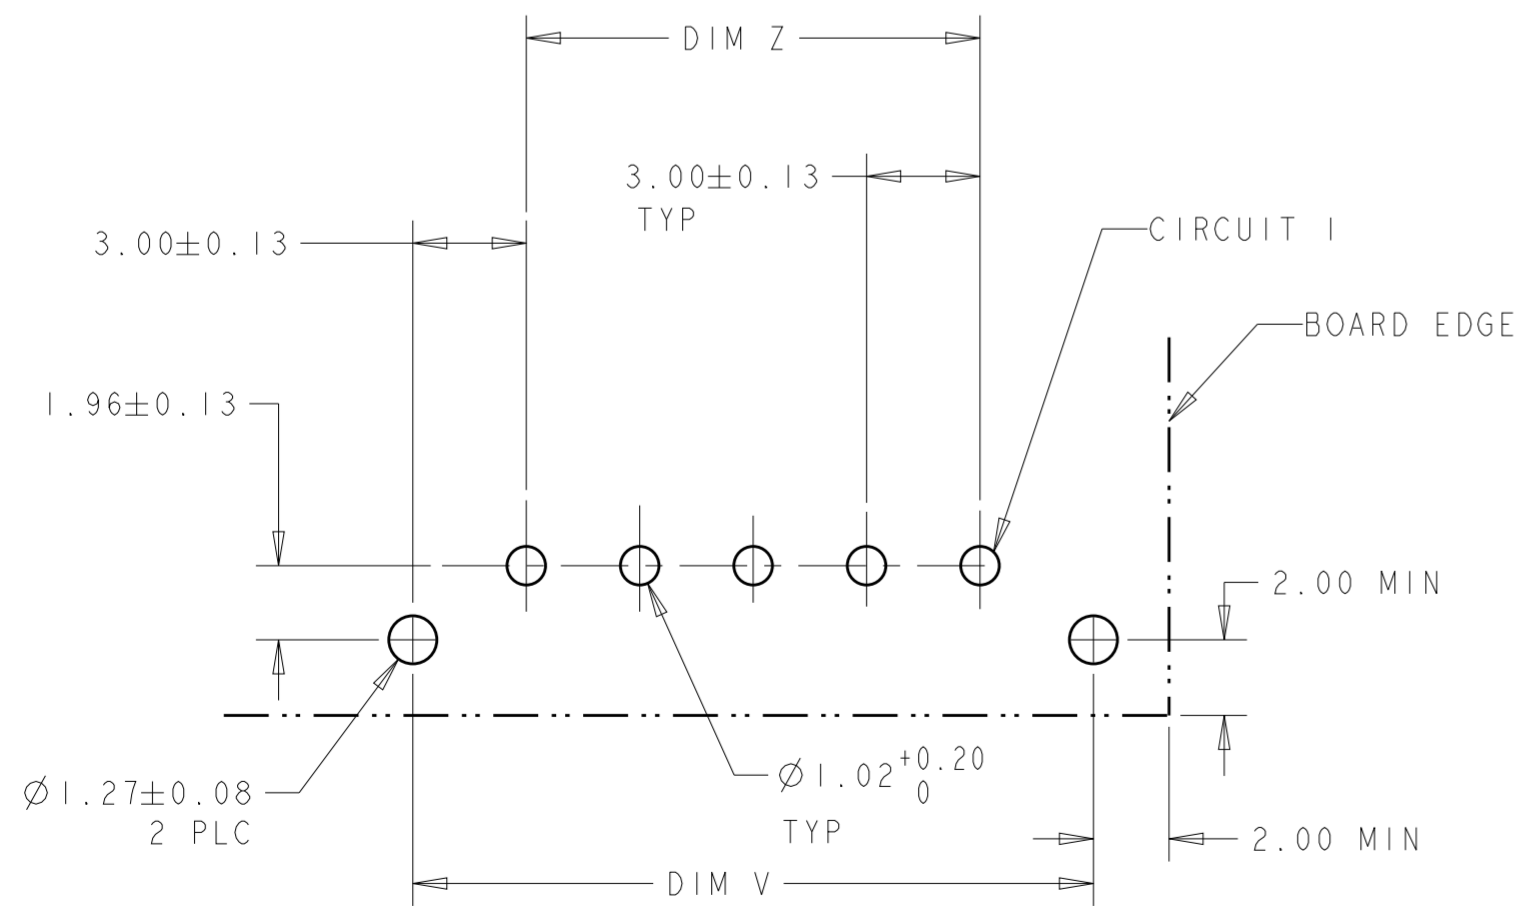 DIM Z
3.00±0.13
TYP
3.00±0.13
CIRCUIT 1
BOARD EDGE
1.96±0.13
2.00 MIN
Ø1.27±0.08
2 PLC
Ø1.02 +0.20
0
TYP
2.00 MIN
DIM V